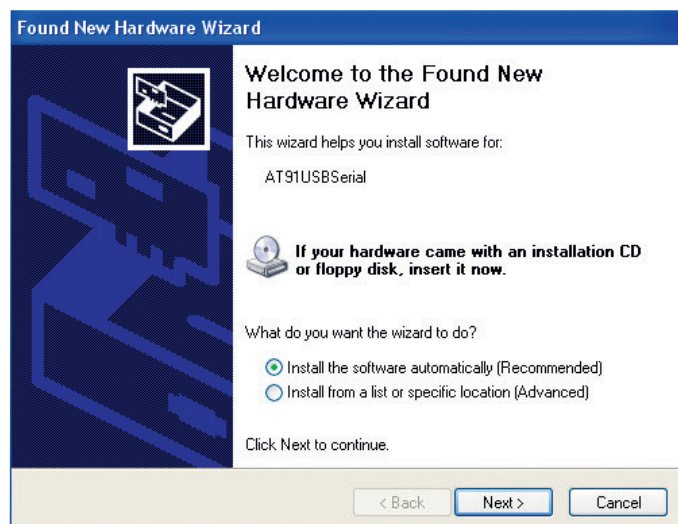 Found New Hardware Wizard
Welcome to the Found New
Hardware Wizard
This wizard helps you install software for:
AT91USBSerial
If your hardware came with an installation CD
or floppy disk, insert it now.
What do you want the wizard to do?
Install the software automatically (Recommended)
Install from a list or specific location (Advanced)
Click Next to continue.
< Back Next > Cancel